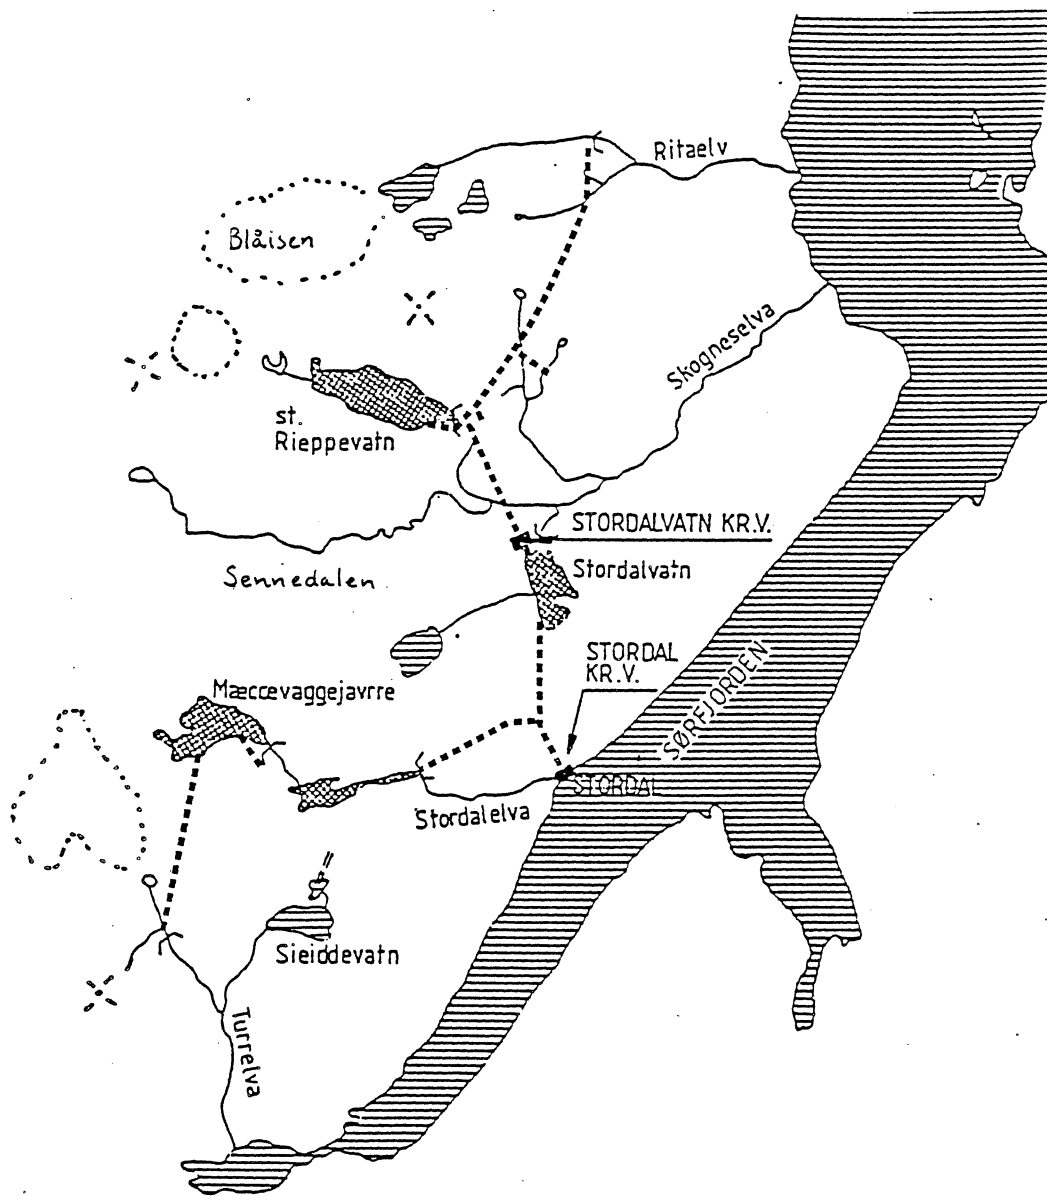 Ritaelv
Blåisen
Skogneselva
st.
Rieppevatn
STORDALVATN KR.V.
Stordalvatn
Sennedalen
STORDAL
KR.V.
SØRFJORDEN
Mæccevaggejavrre
STORDAL
Stordalelva
Sieiddevatn
Turrelva